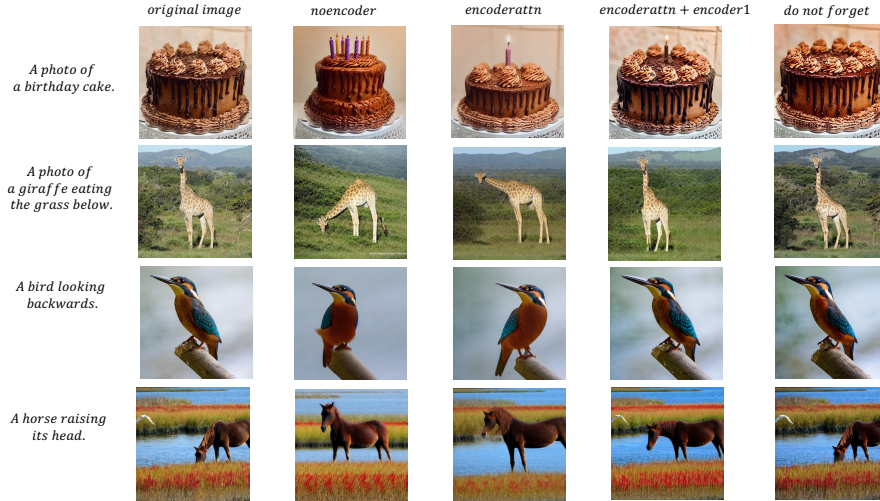 original image
noencoder
encoderattn
encoderattn + encoder1
do not forget
A photo of
a birthday cake.
A photo of
a giraffe eating
the grass below.
A bird looking
backwards.
A horse raising
its head.